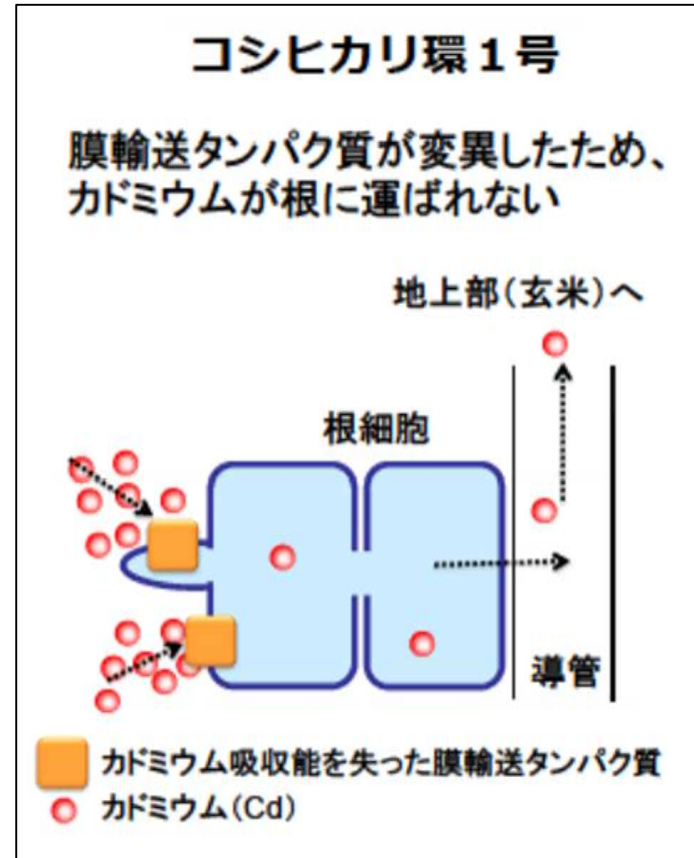 コシヒカリ環１号
膜輸送タンパク質が変異したため、
カドミウムが根に運ばれない
地上部（玄米）へ
根細胞
導管
カドミウム吸収能を失った膜輸送タンパク質
カドミウム（Cd）